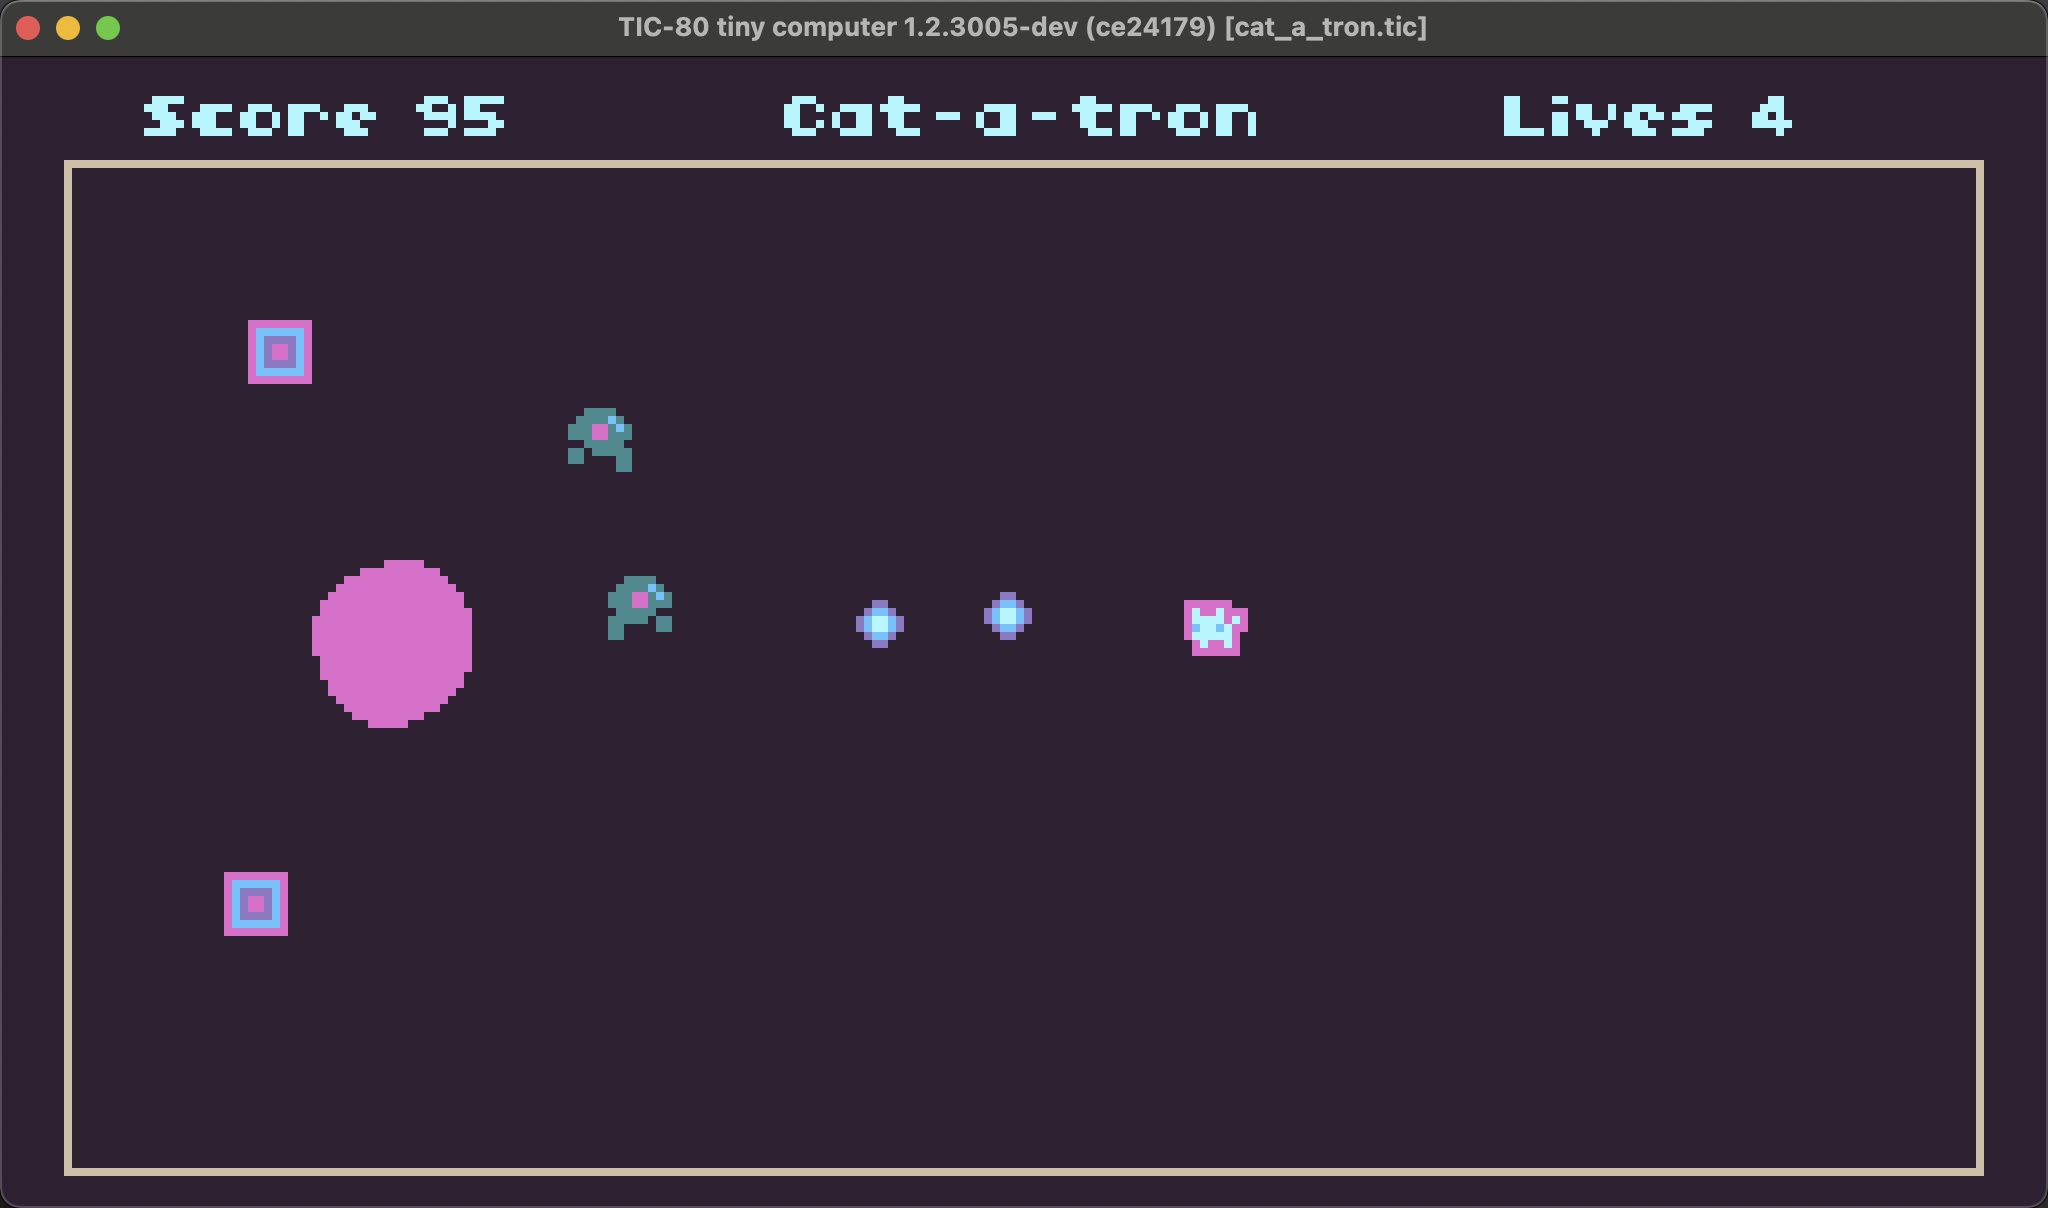 TIC-80 tiny computer 1.2.3005-dev (ce24179) [cat_a_tron.tic]
Score 95 Cat-a-tron Lives 4